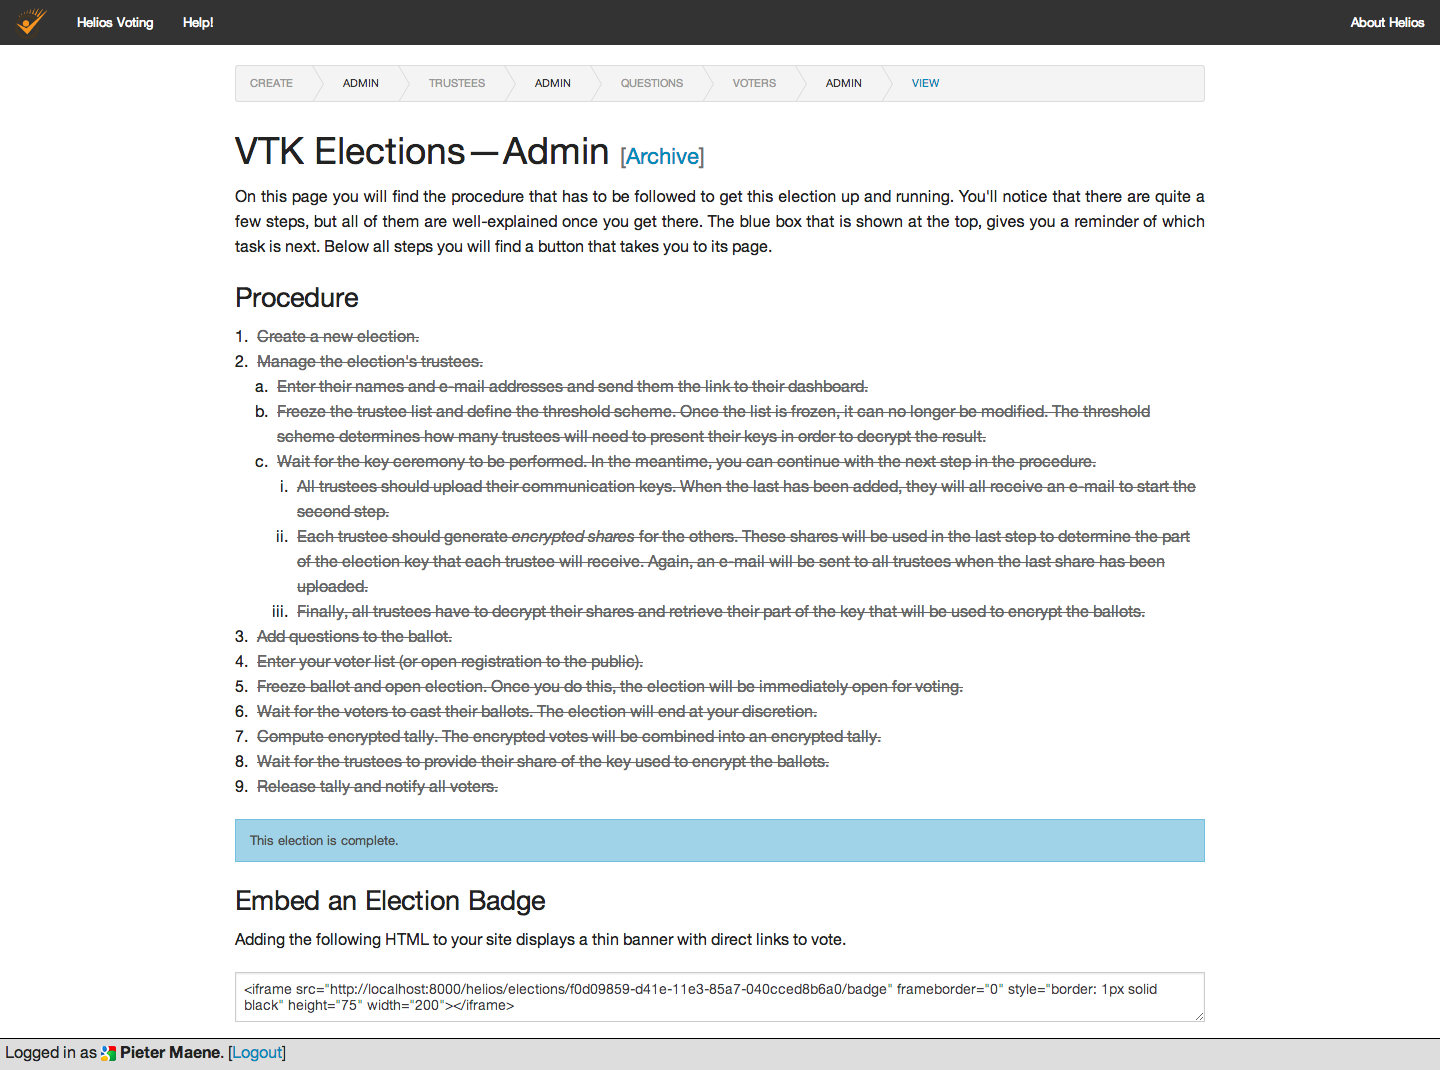 Helios Voting Help! About Helios
CREATE ADMIN TRUSTEES ADMIN QUESTIONS VOTERS ADMIN VIEW
VTK Elections — Admin [Archive]
On this page you will find the procedure that has to be followed to get this election up and running. You'll notice that there are quite a
few steps, but all of them are well-explained once you get there. The blue box that is shown at the top, gives you a reminder of which
task is next. Below all steps you will find a button that takes you to its page.
Procedure
1. Create a new election.
2. Manage the election's trustees.
a. Enter their names and e-mail addresses and send them the link to their dashboard.
b. Freeze the trustee list and define the threshold scheme. Once the list is frozen, it can no longer be modified. The threshold
scheme determines how many trustees will need to present their keys in order to decrypt the result.
c. Wait for the key ceremony to be performed. In the meantime, you can continue with the next step in the procedure.
i. All trustees should upload their communication keys. When the last has been added, they will all receive an e-mail to start the
second step.
ii. Each trustee should generate encrypted shares for the others. These shares will be used in the last step to determine the part
of the election key that each trustee will receive. Again, an e-mail will be sent to all trustees when the last share has been
uploaded.
iii. Finally, all trustees have to decrypt their shares and retrieve their part of the key that will be used to encrypt the ballots.
3. Add questions to the ballot.
4. Enter your voter list (or open registration to the public).
5. Freeze ballot and open election. Once you do this, the election will be immediately open for voting.
6. Wait for the voters to cast their ballots. The election will end at your discretion.
7. Compute encrypted tally. The encrypted votes will be combined into an encrypted tally.
8. Wait for the trustees to provide their share of the key used to encrypt the ballots.
9. Release tally and notify all voters.
This election is complete.
Embed an Election Badge
Adding the following HTML to your site displays a thin banner with direct links to vote.
<iframe src="http://localhost:8000/helios/elections/f0d09859-d41e-11e3-85a7-040cced8b6a0/badge" frameborder="0" style="border: 1px solid
black" height="75" width="200"></iframe>
Logged in as Pieter Maene. [Logout]